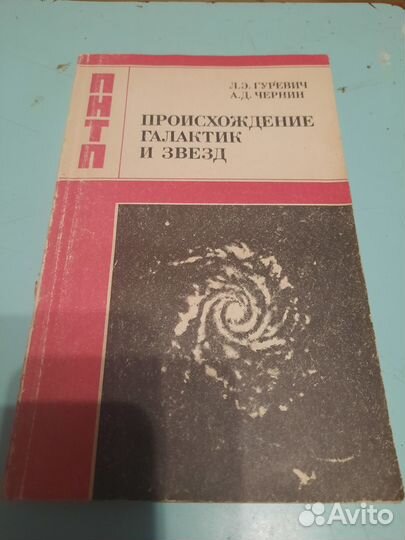 ПНТП
Л.Э. ГУРЕВИЧ
А.Д. ЧЕРНИН
ПРОИСХОЖДЕНИЕ
ГАЛАКТИК
И ЗВЕЗД
Avito